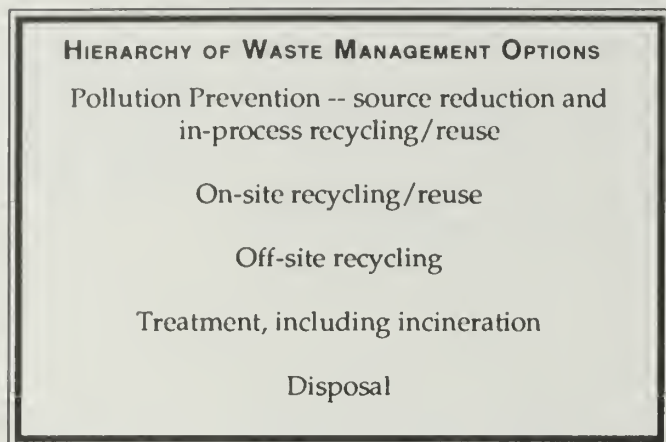 HIERARCHY OF WASTE MANAGEMENT OPTIONS
Pollution Prevention -- source reduction and
in-process recycling/reuse
On-site recycling/reuse
Off-site recycling
Treatment, including incineration
Disposal